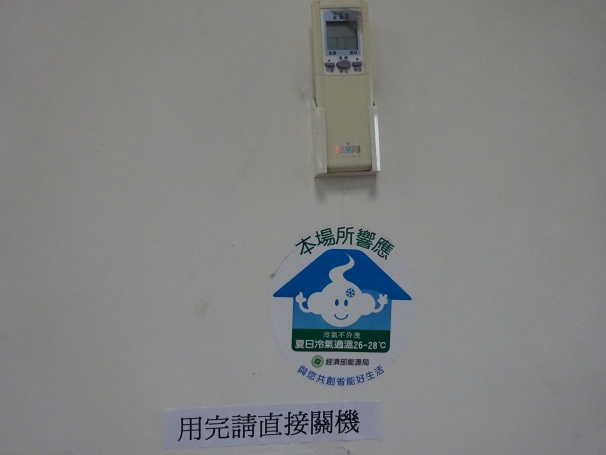 SAMPO
本場所響應
冷氣不外洩
夏日冷氣適溫26~28℃
經濟部能源局
與您共創省能好生活
用完請直接關機